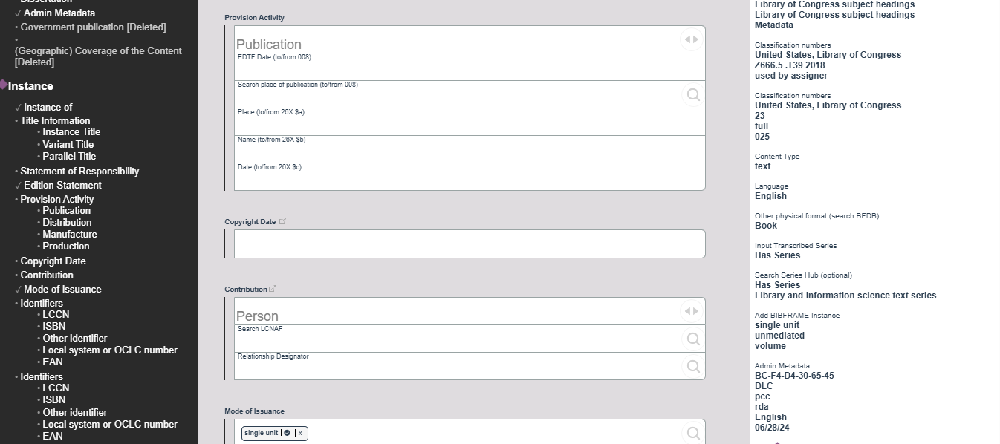 Dissertation
✓ Admin Metadata
• Government publication [Deleted]
•
(Geographic) Coverage of the Content
[Deleted]
Instance
✓ Instance of
• Title Information
• Instance Title
• Variant Title
• Parallel Title
• Statement of Responsibility
✓ Edition Statement
• Provision Activity
• Publication
• Distribution
• Manufacture
• Production
• Copyright Date
• Contribution
✓ Mode of Issuance
• Identifiers
• LCCN
• ISBN
• Other identifier
• Local system or OCLC number
• EAN
• Identifiers
• LCCN
• ISBN
• Other identifier
• Local system or OCLC number
• EAN
Provision Activity
Publication
EDTF Date (to/from 008)
Search place of publication (to/from 008)
Place (to/from 26X $a)
Name (to/from 26X $b)
Date (to/from 26X $c)
Copyright Date
Contribution
Person
Search LCNAF
Relationship Designator
Mode of Issuance
single unit | | x
Library of Congress subject headings
Library of Congress subject headings
Metadata
Classification numbers
United States, Library of Congress
Z666.5 .T39 2018
used by assigner
Classification numbers
United States, Library of Congress
23
full
025
Content Type
text
Language
English
Other physical format (search BFDB)
Book
Input Transcribed Series
Has Series
Search Series Hub (optional)
Has Series
Library and information science text series
Add BIBFRAME Instance
single unit
unmediated
volume
Admin Metadata
BC-F4-D4-30-65-45
DLC
pcc
rda
English
06/28/24